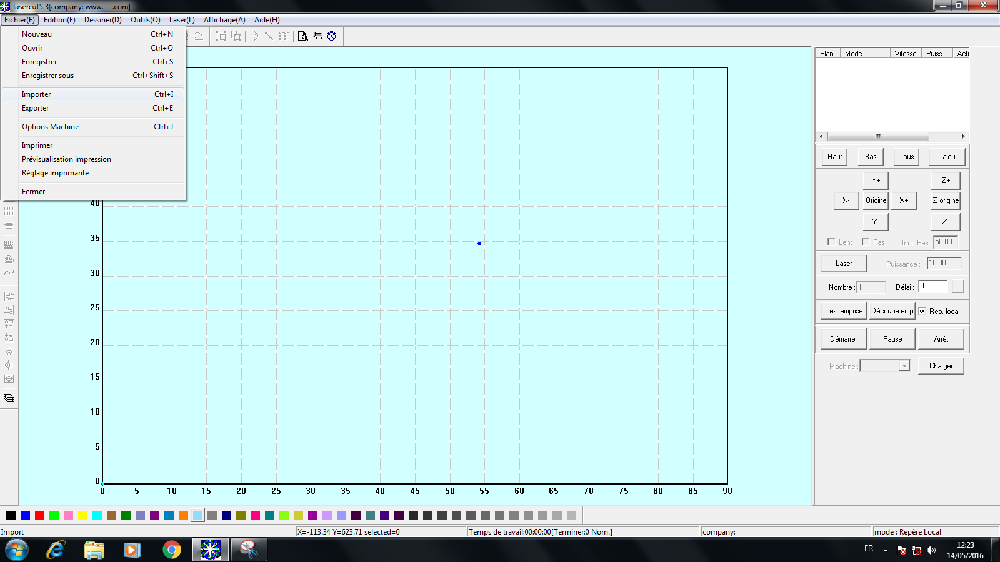 lasercut5.3[company: www.---.com]
Fichier(F) Edition(E) Dessiner(D) Outils(O) Laser(L) Affichage(A) Aide(H)
Nouveau Ctrl+N
Ouvrir Ctrl+O
Enregistrer Ctrl+S
Enregistrer sous Ctrl+Shift+S
Importer Ctrl+I
Exporter Ctrl+E
Options Machine Ctrl+J
Imprimer
Prévisualisation impression
Réglage imprimante
Fermer
40
35
30
25
20
15
10
5
0
0 5 10 15 20 25 30 35 40 45 50 55 60 65 70 75 80 85 90
Plan Mode Vitesse Puiss. Acti
Haut Bas Tous Calcul
Y+ Z+
X- Origine X+ Z origine
Y- Z-
Lent Pas Incr. Pas : 50.00
Laser Puissance : 10.00
Nombre : 1 Délai : 0 ...
Test emprise Découpe emp Rep. local
Démarrer Pause Arrêt
Machine : Charger
Import X=-113.34 Y=623.71 selected=0 Temps de travail:00:00:00[Terminer:0 Nom.] company: mode : Repère Local
FR 12:23
14/05/2016